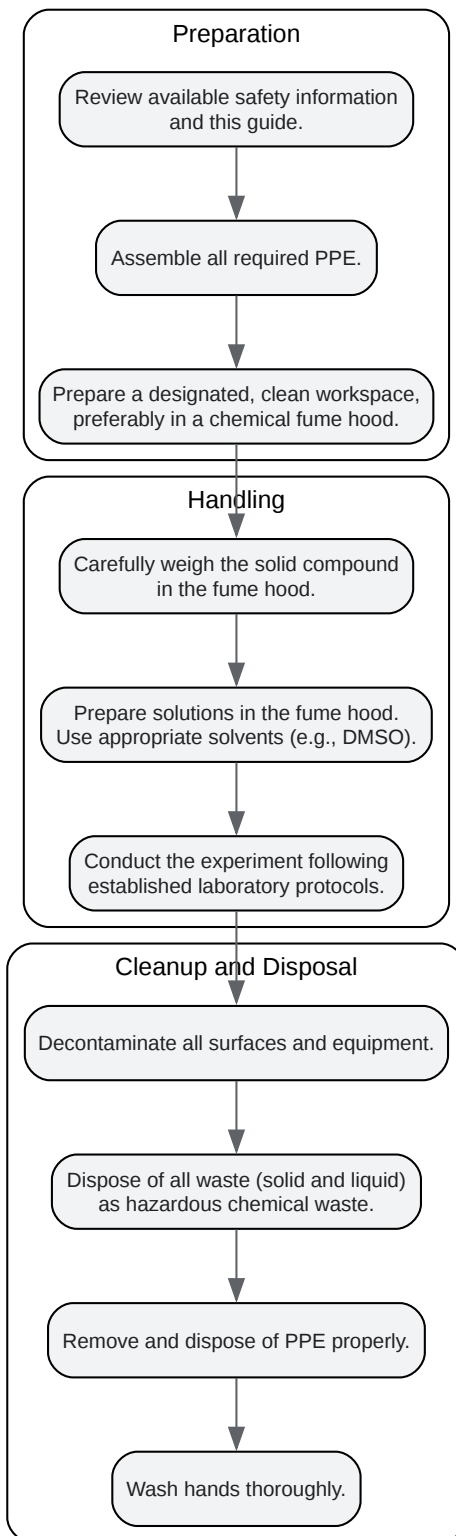 Preparation
Review available safety information
and this guide.
Assemble all required PPE.
Prepare a designated, clean workspace,
preferably in a chemical fume hood.
Handling
Carefully weigh the solid compound
in the fume hood.
Prepare solutions in the fume hood.
Use appropriate solvents (e.g., DMSO).
Conduct the experiment following
established laboratory protocols.
Cleanup and Disposal
Decontaminate all surfaces and equipment.
Dispose of all waste (solid and liquid)
as hazardous chemical waste.
Remove and dispose of PPE properly.
Wash hands thoroughly.